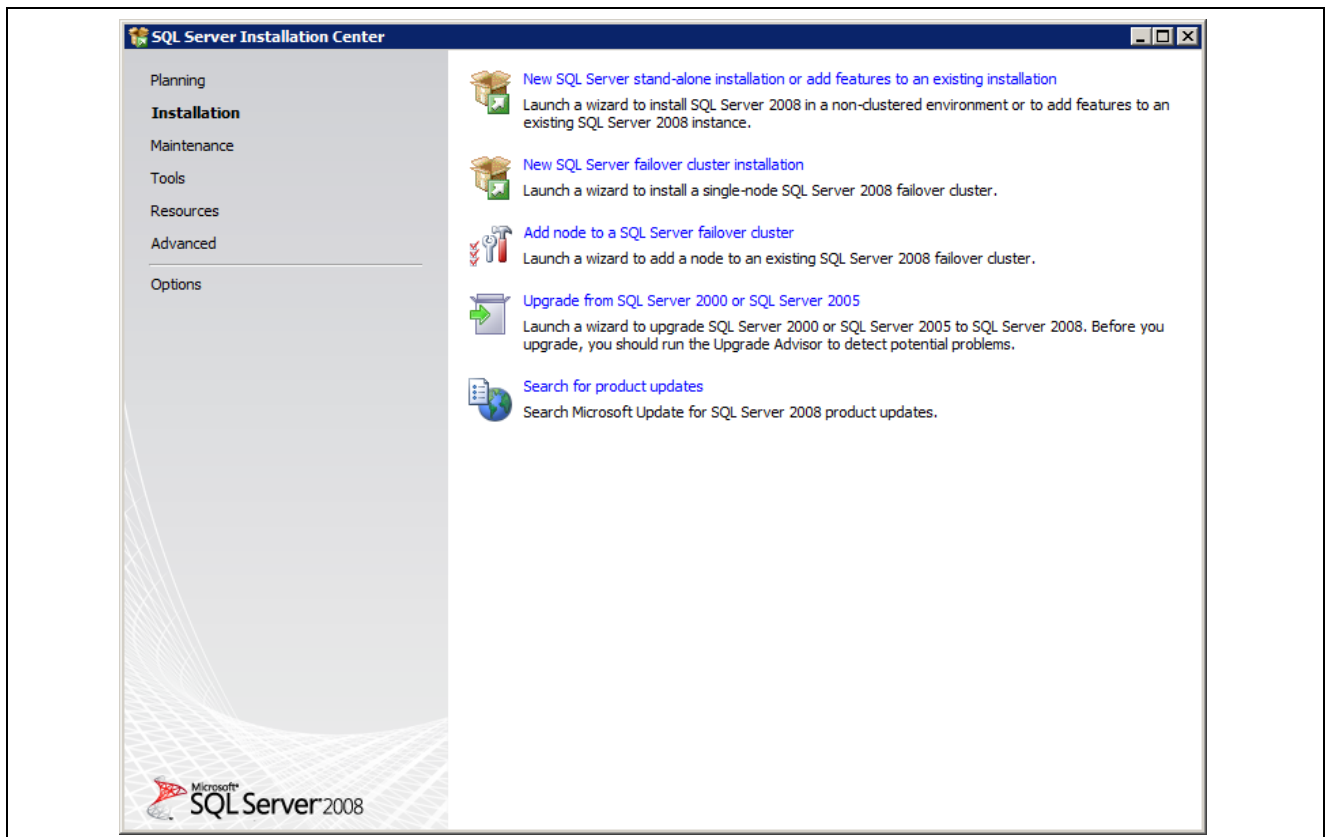 SQL Server Installation Center
Planning
Installation
Maintenance
Tools
Resources
Advanced
Options
New SQL Server stand-alone installation or add features to an existing installation
Launch a wizard to install SQL Server 2008 in a non-clustered environment or to add features to an
existing SQL Server 2008 instance.
New SQL Server failover cluster installation
Launch a wizard to install a single-node SQL Server 2008 failover cluster.
Add node to a SQL Server failover cluster
Launch a wizard to add a node to an existing SQL Server 2008 failover cluster.
Upgrade from SQL Server 2000 or SQL Server 2005
Launch a wizard to upgrade SQL Server 2000 or SQL Server 2005 to SQL Server 2008. Before you
upgrade, you should run the Upgrade Advisor to detect potential problems.
Search for product updates
Search Microsoft Update for SQL Server 2008 product updates.
Microsoft®
SQL Server® 2008